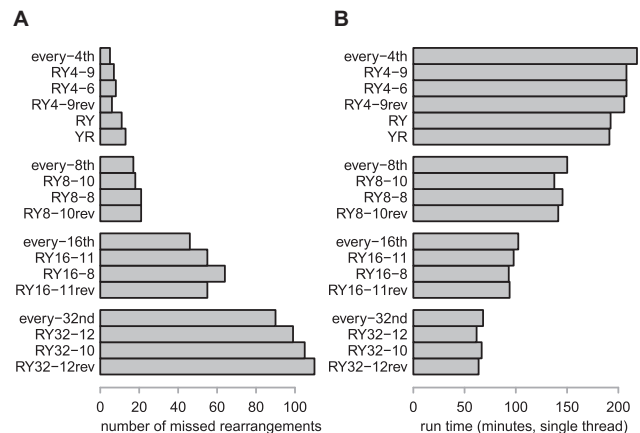 A
every−4th
RY4−9
RY4−6
RY4−9rev
RY
YR
every−8th
RY8−10
RY8−8
RY8−10rev
every−16th
RY16−11
RY16−8
RY16−11rev
every−32nd
RY32−12
RY32−10
RY32−12rev
0 20 40 60 80 100
number of missed rearrangements
B
every−4th
RY4−9
RY4−6
RY4−9rev
RY
YR
every−8th
RY8−10
RY8−8
RY8−10rev
every−16th
RY16−11
RY16−8
RY16−11rev
every−32nd
RY32−12
RY32−10
RY32−12rev
0 50 100 150 200
run time (minutes, single thread)